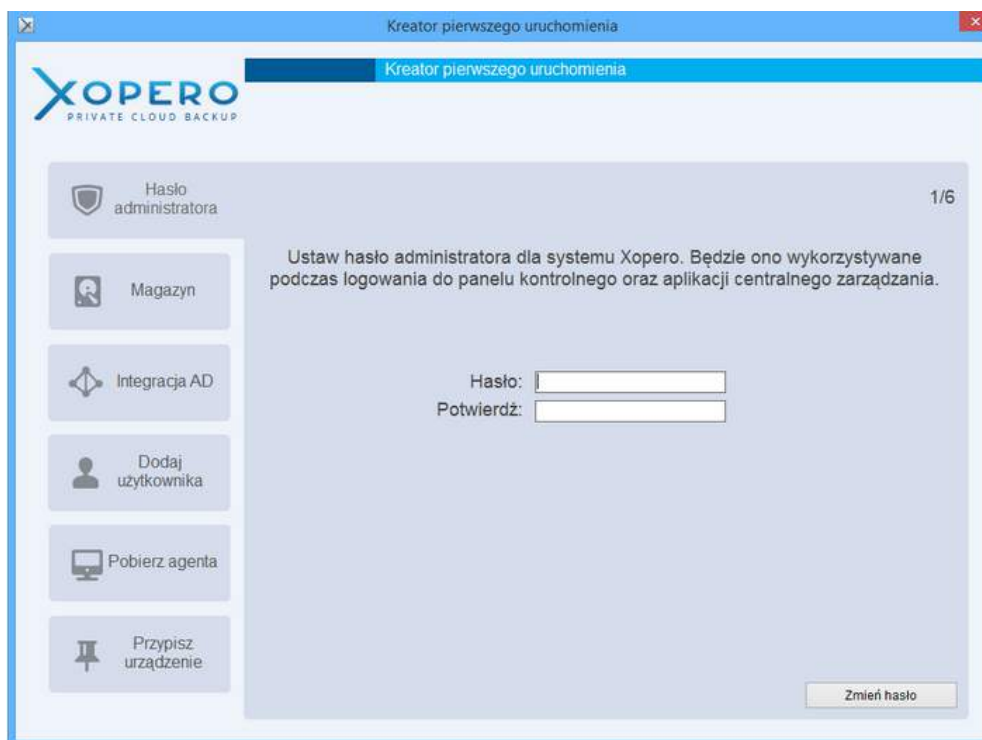 Kreator pierwszego uruchomienia
Kreator pierwszego uruchomienia
XOPERO
PRIVATE CLOUD BACKUP
Hasło
administratora
1/6
Ustaw hasło administratora dla systemu Xopero. Będzie ono wykorzystywane
podczas logowania do panelu kontrolnego oraz aplikacji centralnego zarządzania.
Magazyn
Integracja AD
Hasło:
Potwierdź:
Dodaj
użytkownika
Pobierz agenta
Przypisz
urządzenie
Zmień hasło